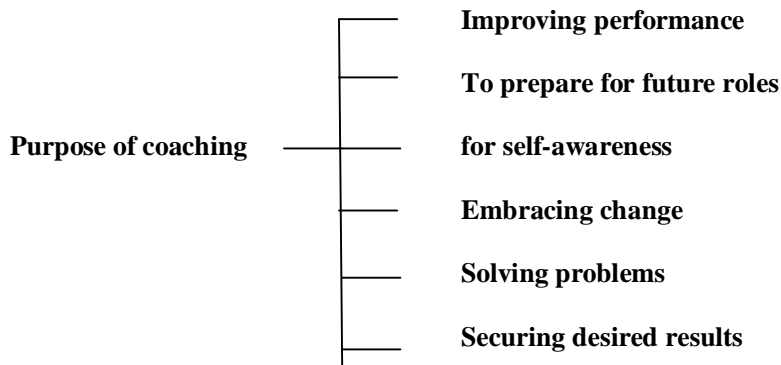 Improving performance
To prepare for future roles
Purpose of coaching for self-awareness
Embracing change
Solving problems
Securing desired results